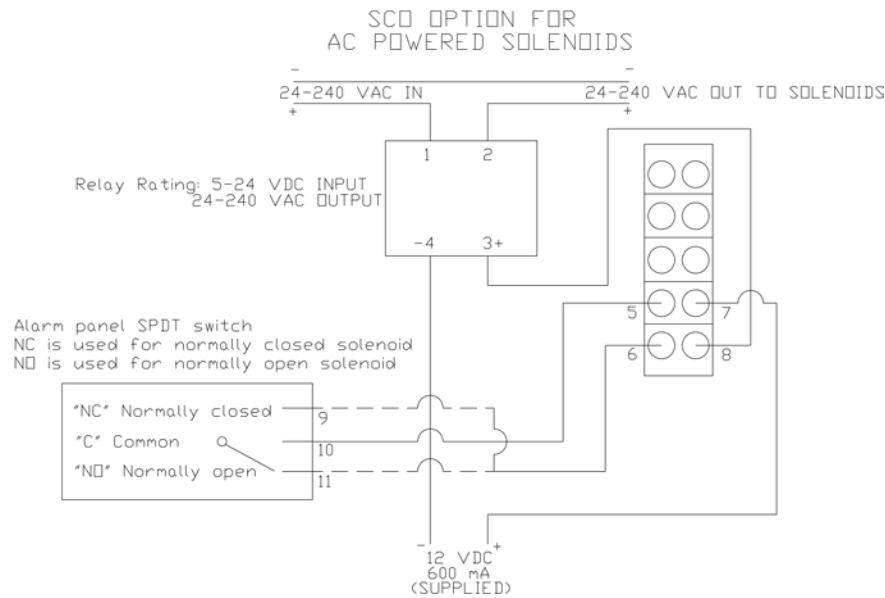 SCO OPTION FOR
AC POWERED SOLENOIDS
- -
24-240 VAC IN 24-240 VAC OUT TO SOLENOIDS
+ +
1 2
Relay Rating: 5-24 VDC INPUT
24-240 VAC OUTPUT
-4 3+
5 7
6 8
Alarm panel SPDT switch
NC is used for normally closed solenoid
NO is used for normally open solenoid
"NC" Normally closed 9
"C" Common 10
"NO" Normally open 11
- +
12 VDC
600 mA
(SUPPLIED)